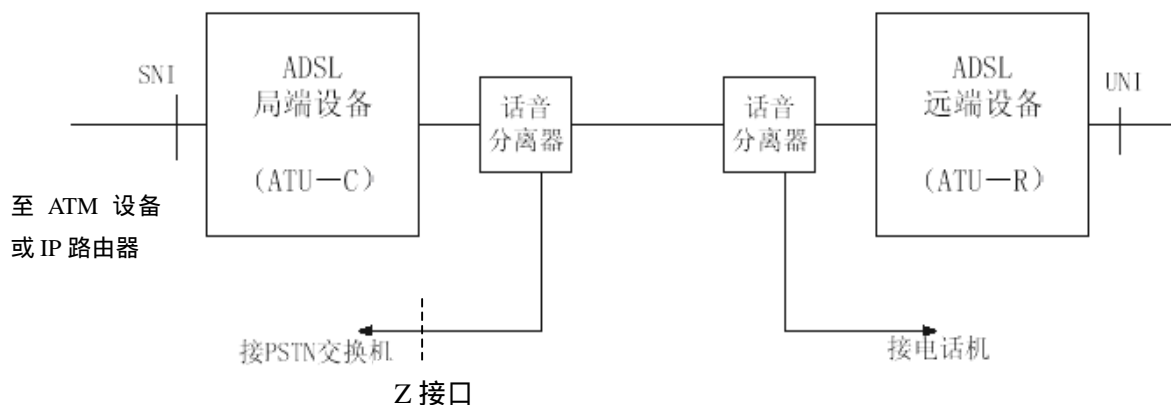 SNI
ADSL
局端设备
(ATU—C)
话音
分离器
话音
分离器
ADSL
远端设备
(ATU—R)
UNI
至 ATM 设备
或 IP 路由器
接PSTN交换机
Z 接口
接电话机